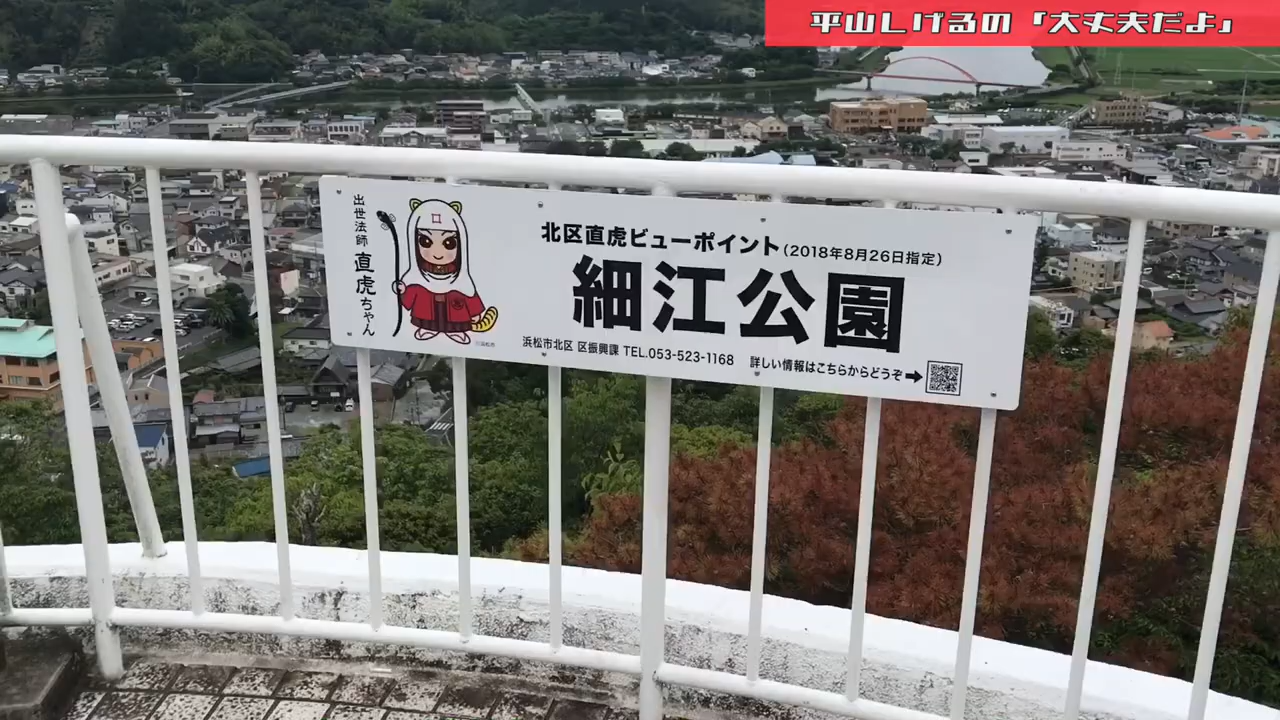 平山しげるの「大丈夫だよ」
出世法師
直虎ちゃん
北区直虎ビューポイント(2018年8月26日指定)
細江公園
浜松市北区 区振興課 TEL.053-523-1168 詳しい情報はこちらからどうぞ➡